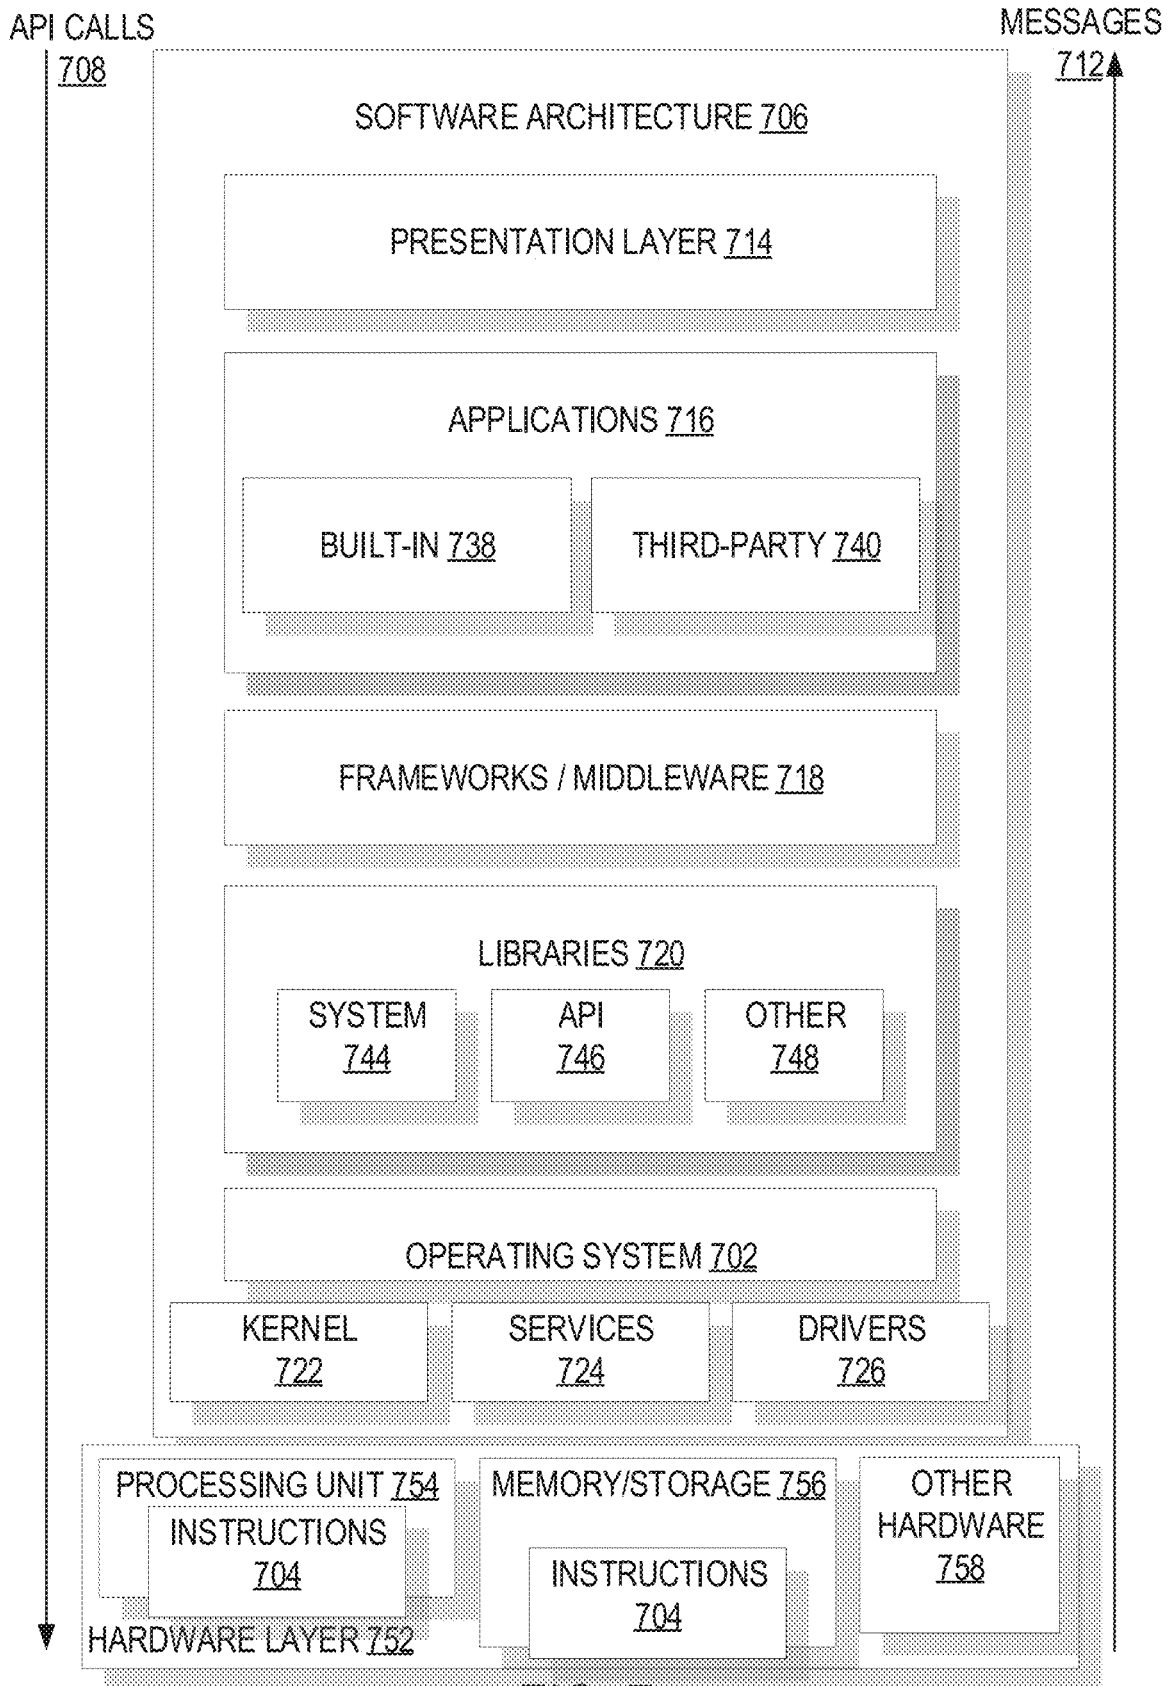 API CALLS
708
MESSAGES
712
SOFTWARE ARCHITECTURE 706
PRESENTATION LAYER 714
APPLICATIONS 716
BUILT-IN 738
THIRD-PARTY 740
FRAMEWORKS / MIDDLEWARE 718
LIBRARIES 720
SYSTEM
744
API
746
OTHER
748
OPERATING SYSTEM 702
KERNEL
722
SERVICES
724
DRIVERS
726
PROCESSING UNIT 754
INSTRUCTIONS
704
MEMORY/STORAGE 756
INSTRUCTIONS
704
OTHER
HARDWARE
758
HARDWARE LAYER 752